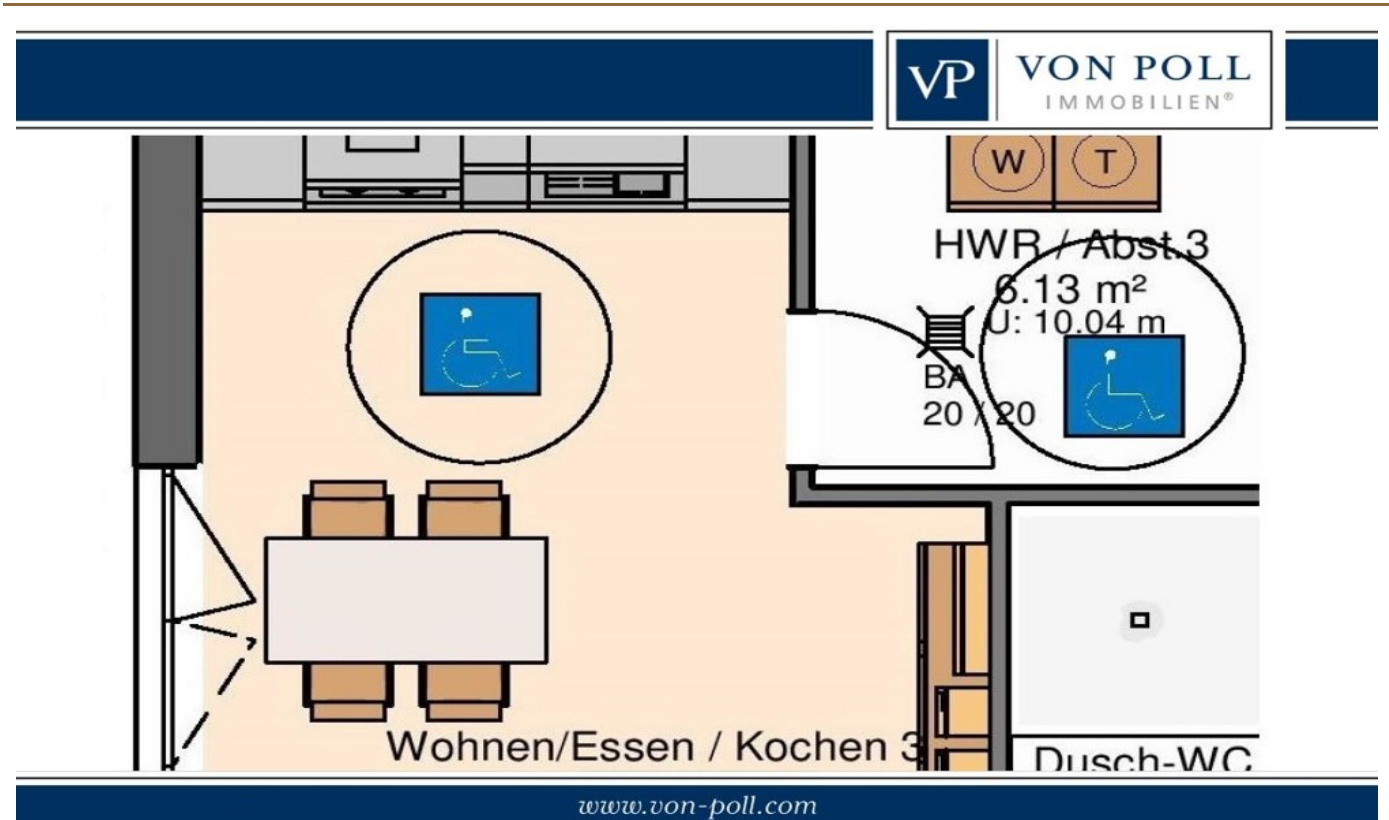 VP VON POLL
IMMOBILIEN®
W T
HWR / Abst.3
6.13 m²
U: 10.04 m
BA
20 / 20
Wohnen/Essen / Kochen 3
Dusch-WC
www.von-poll.com